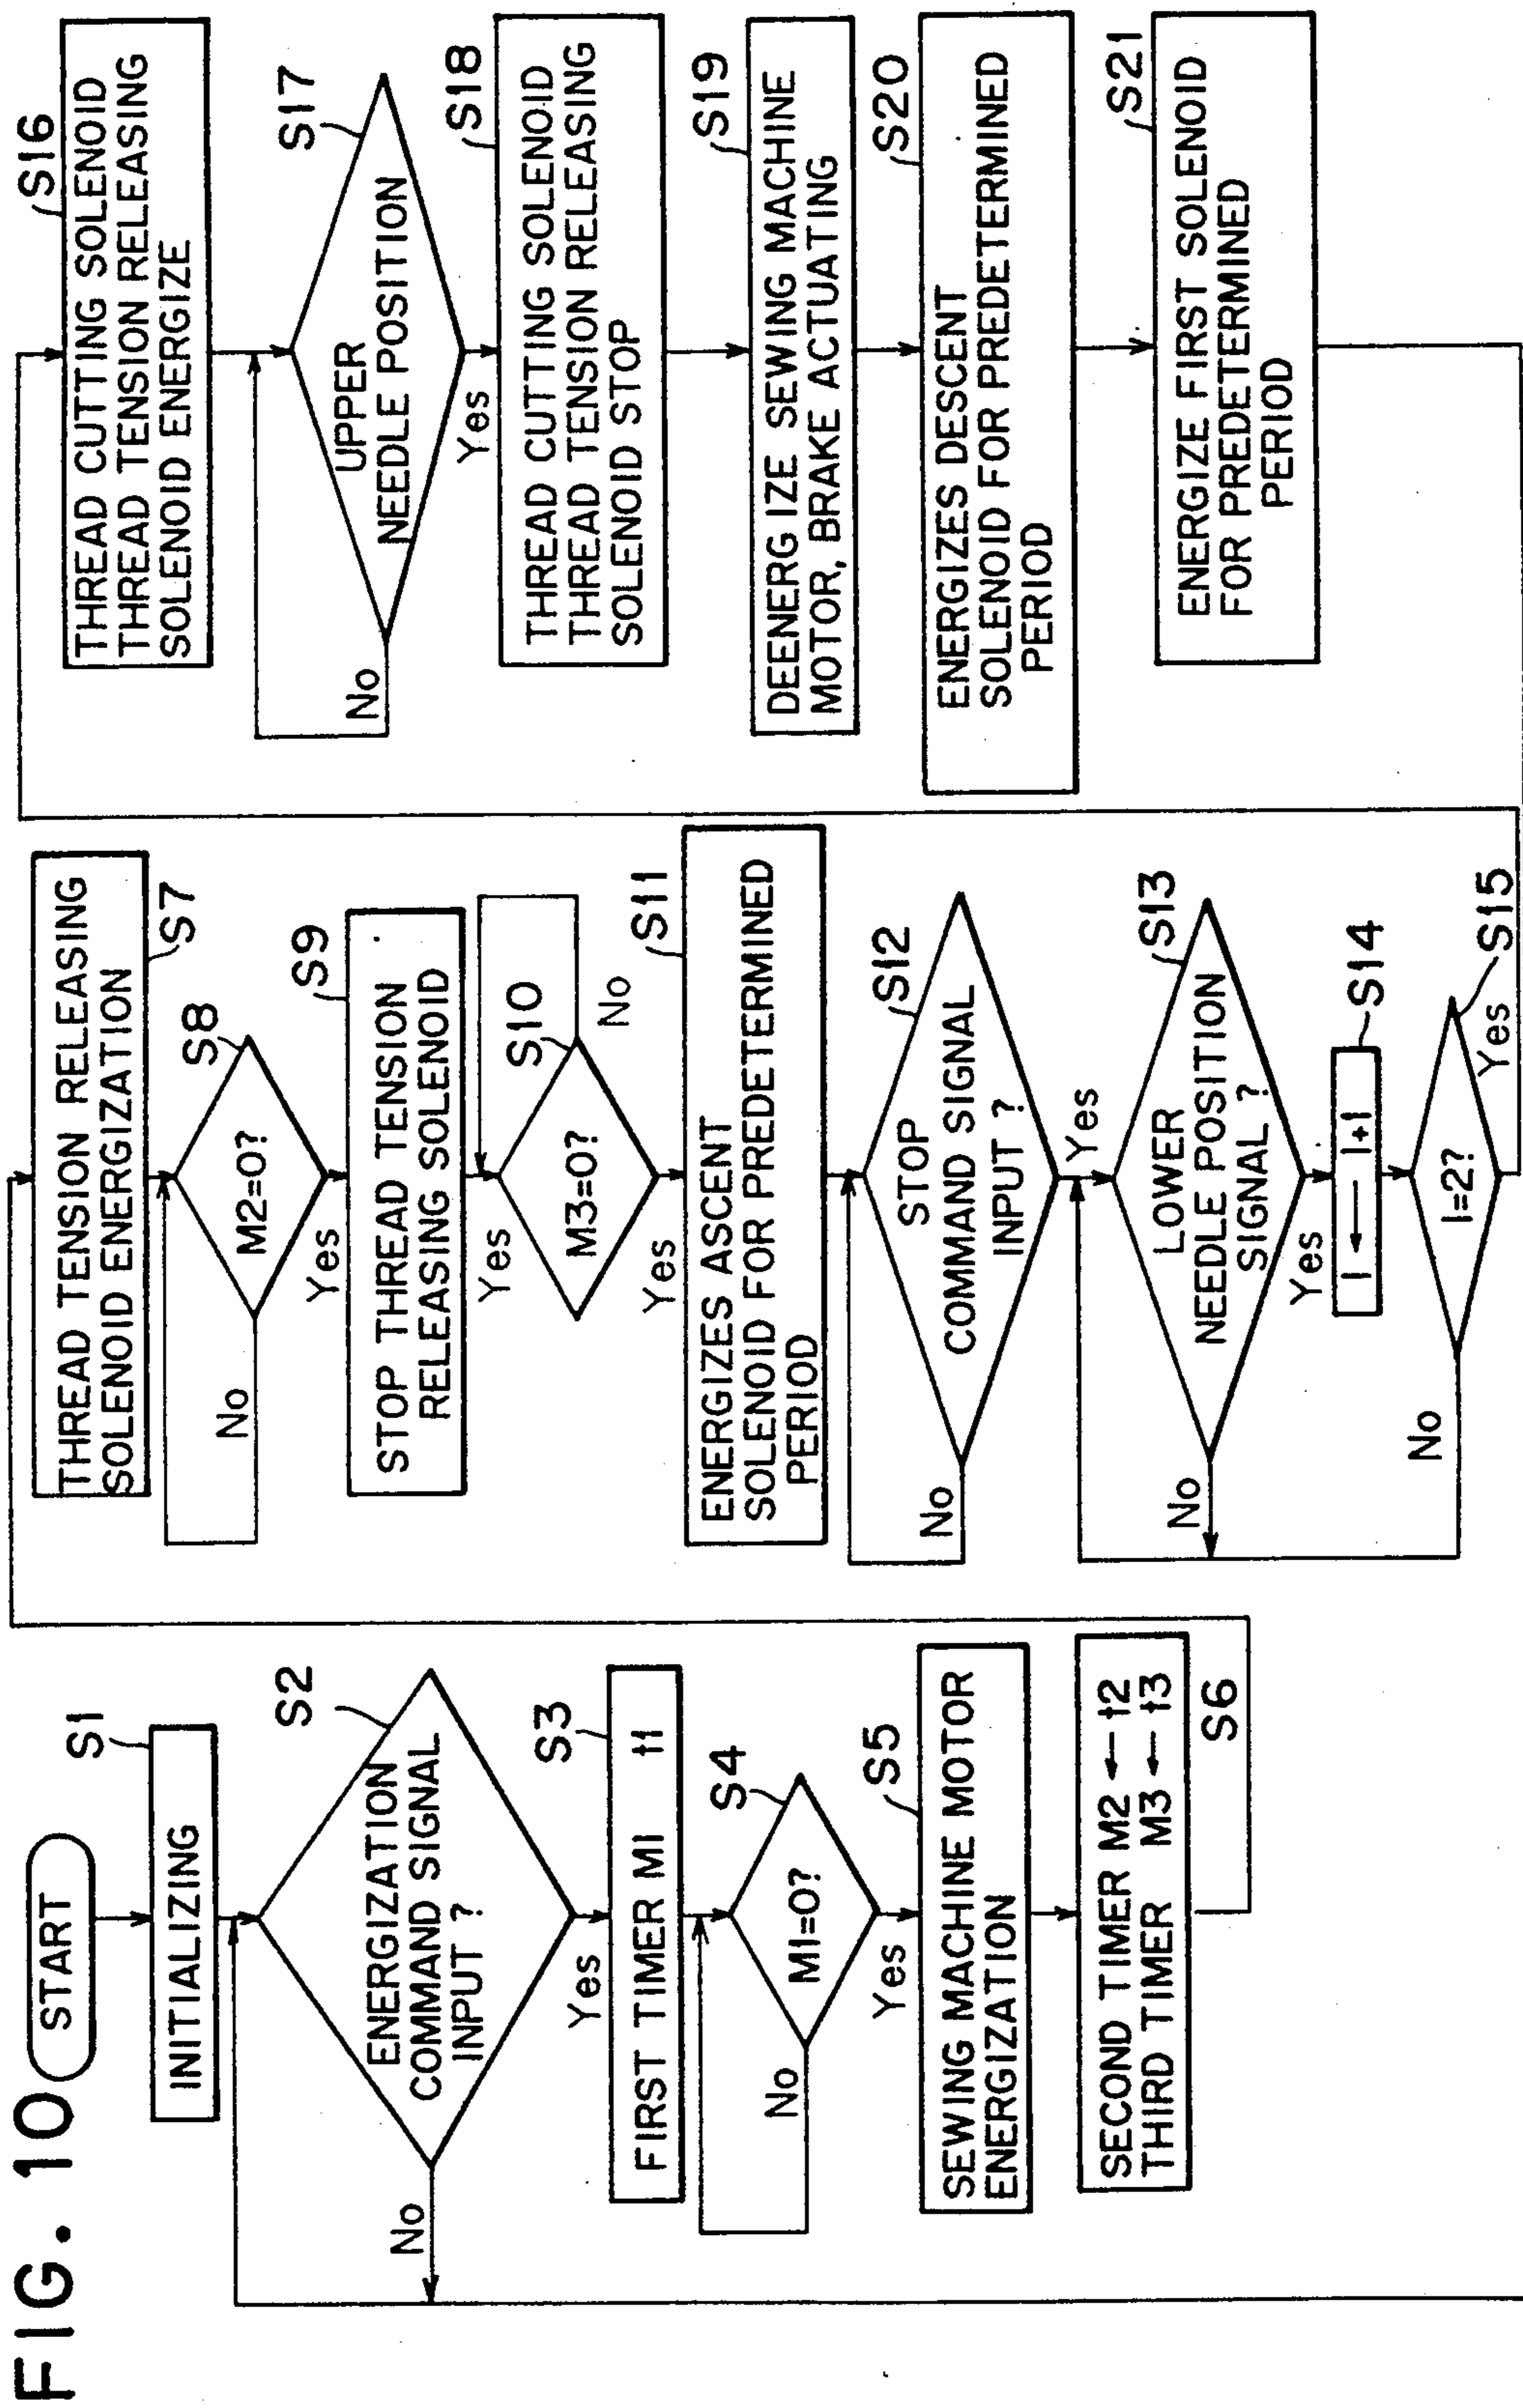 FIG. 10
START
S1
INITIALIZING
S2
ENERGIZATION
COMMAND SIGNAL
INPUT ?
No
Yes
S3
FIRST TIMER M1 t1
S4
M1=0?
No
Yes
S5
SEWING MACHINE MOTOR
ENERGIZATION
SECOND TIMER M2 ← t2
THIRD TIMER M3 ← t3
S6
THREAD TENSION RELEASING
SOLENOID ENERGIZATION
S7
S8
M2=0?
No
Yes
S9
STOP THREAD TENSION
RELEASING SOLENOID
Yes
S10
M3=0?
No
Yes
S11
ENERGIZES ASCENT
SOLENOID FOR PREDETERMINED
PERIOD
S12
STOP
COMMAND SIGNAL
INPUT ?
No
Yes
S13
LOWER
NEEDLE POSITION
SIGNAL ?
No
Yes
S14
I ← I+1
S15
I=2?
No
Yes
S16
THREAD CUTTING SOLENOID
THREAD TENSION RELEASING
SOLENOID ENERGIZE
S17
UPPER
NEEDLE POSITION
No
Yes
S18
THREAD CUTTING SOLENOID
THREAD TENSION RELEASING
SOLENOID STOP
S19
DEENERG IZE SEWING MACHINE
MOTOR, BRAKE ACTUATING
S20
ENERGIZES DESCENT
SOLENOID FOR PREDETERMINED
PERIOD
S21
ENERGIZE FIRST SOLENOID
FOR PREDETERMINED
PERIOD